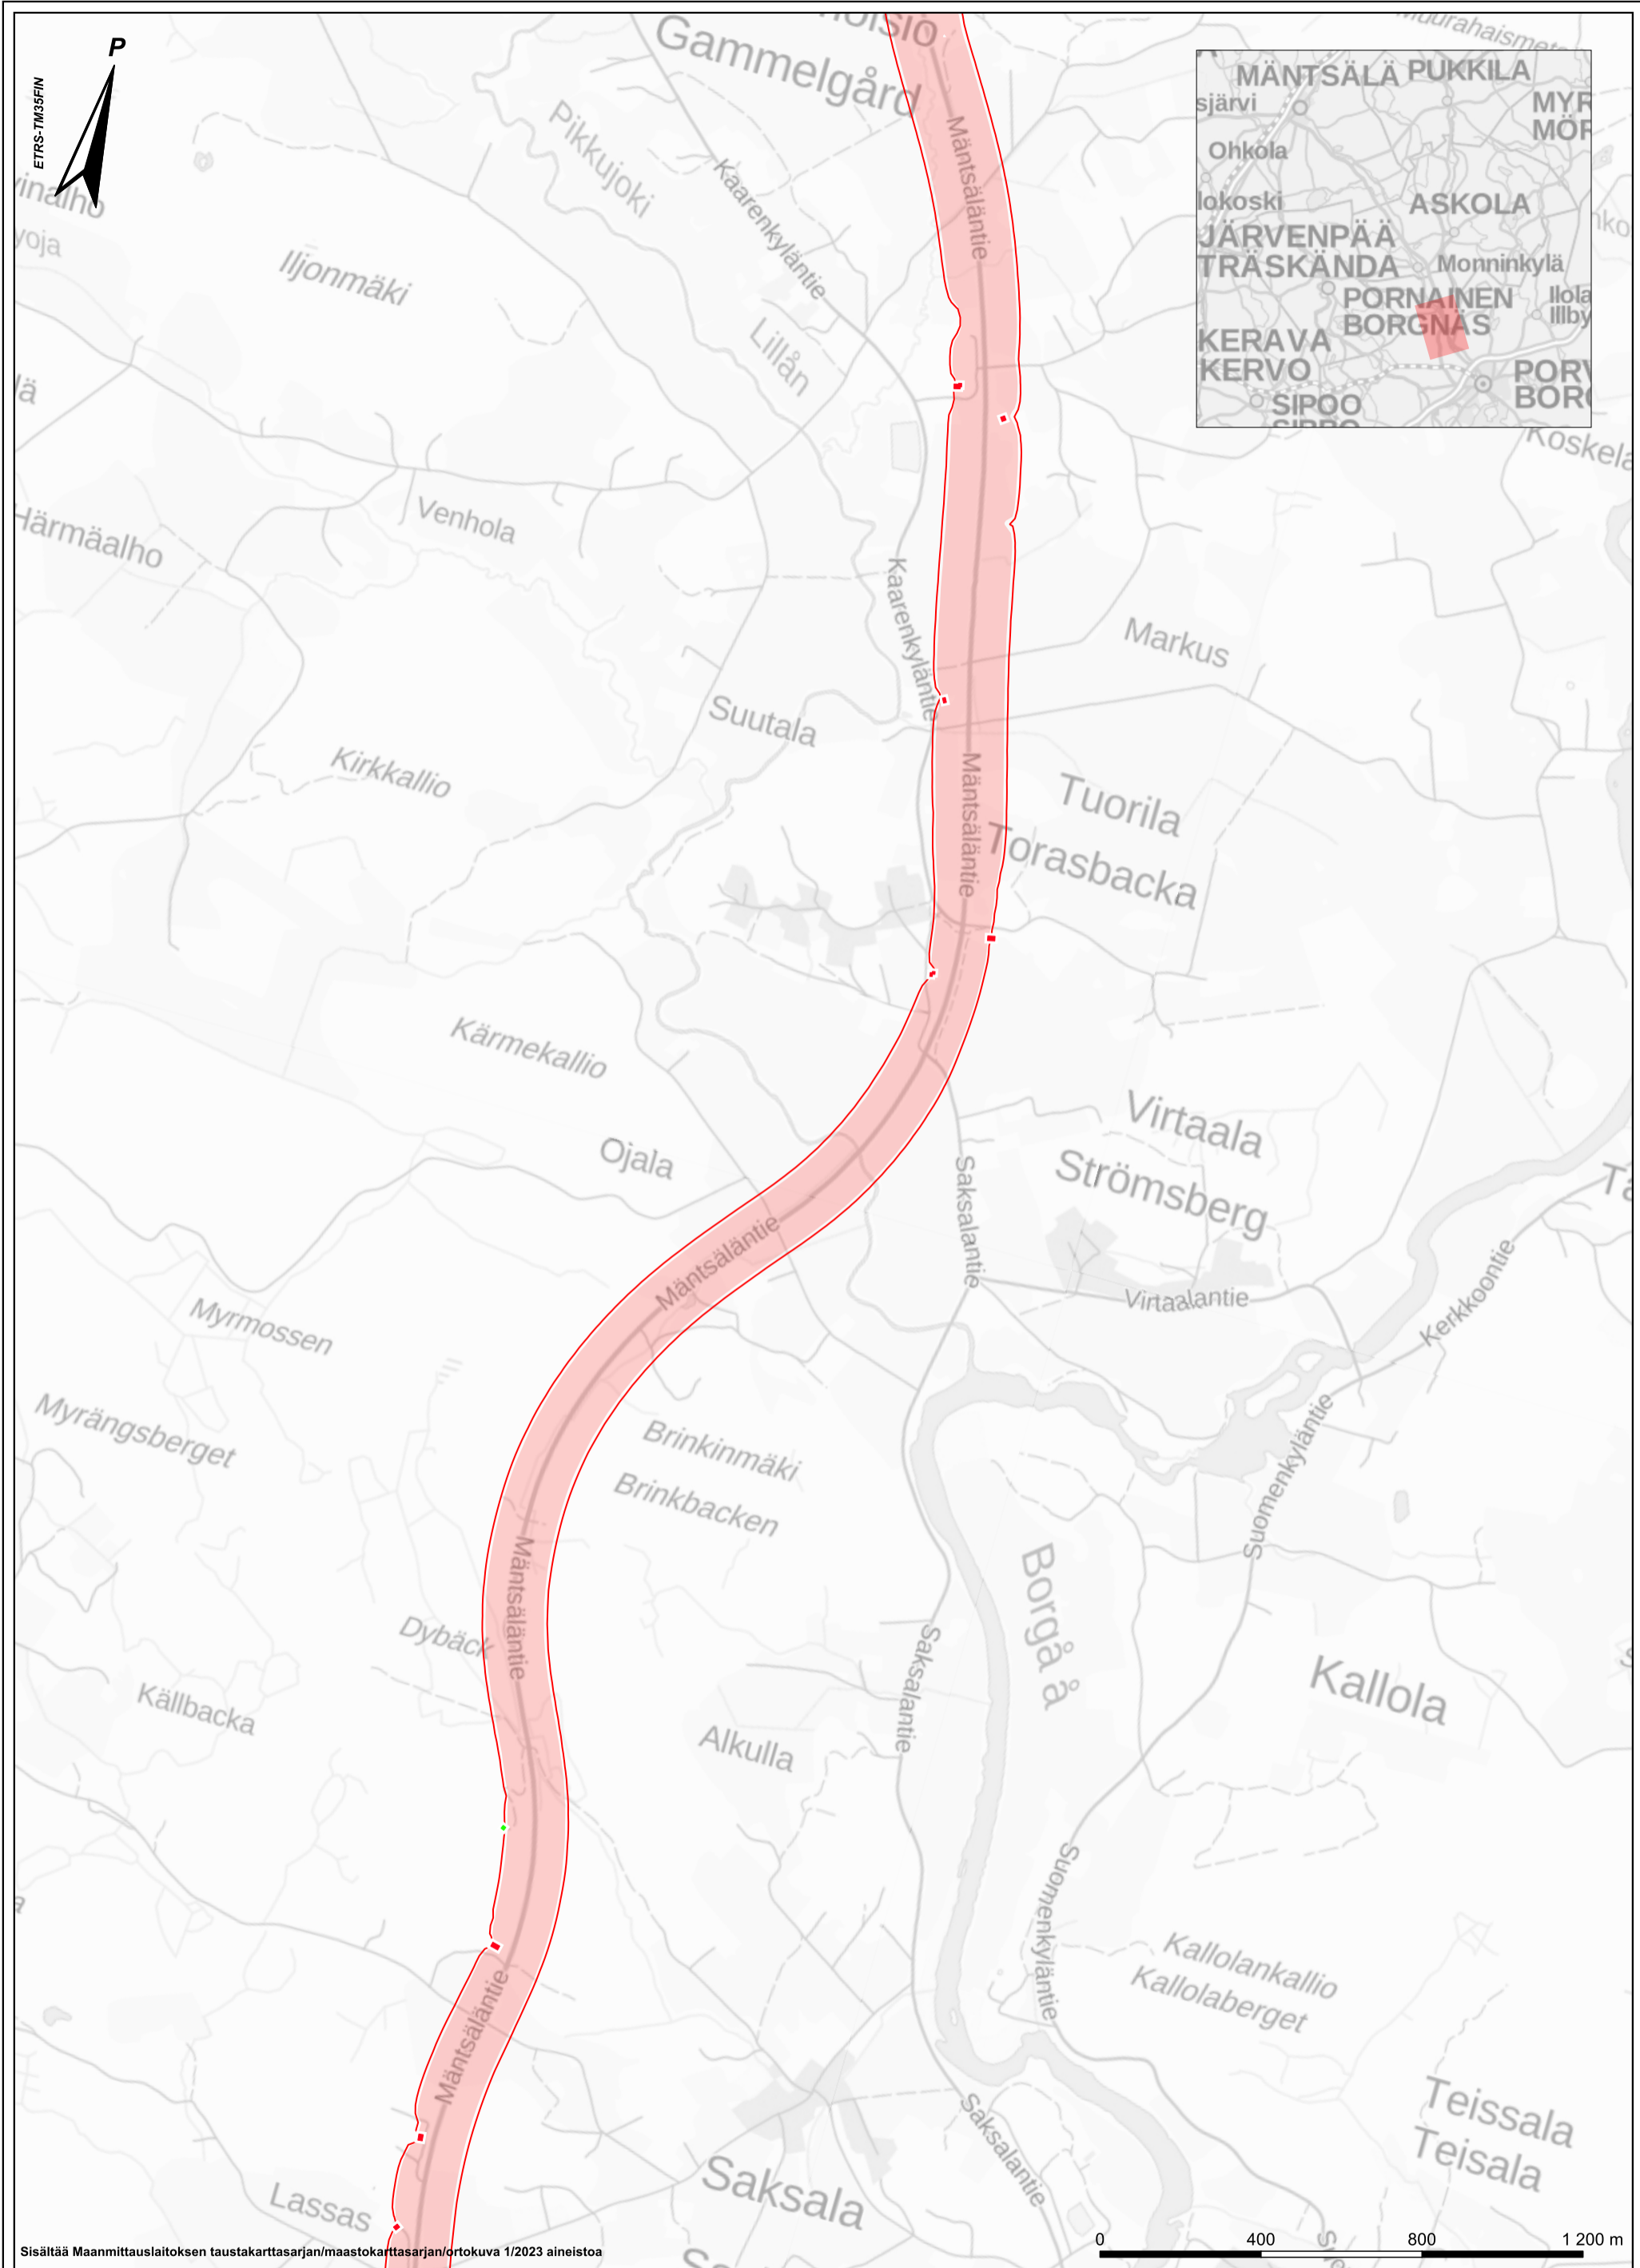 P
ETRS-TM35FIN
Gammelgård
Pikkujoki
Kaarenkyläntie
Mäntsäläntie
Iljonmäki
Lillån
MÄNTSÄLÄ
PUKKILA
Ohkola
ASKOLA
JÄRVENPÄÄ
TRÄSKÄNDA
Monninkylä
PORNAINEN
BORGNÄS
KERAVA
KERVO
SIPOO
Venhola
Härmäalho
Kaarenkyläntie
Markus
Suutala
Kirkkallio
Mäntsäläntie
Tuorila
Torasbacka
Kärmekallio
Ojala
Virtaala
Strömsberg
Saksalantie
Mäntsäläntie
Virtaalantie
Kerkkoontie
Myrmossen
Myrängsberget
Brinkinmäki
Brinkbacken
Suomenkyläntie
Mäntsäläntie
Borgå å
Dybäck
Saksalantie
Kallola
Källbacka
Alkulla
Suomenkyläntie
Kallolankallio
Kallolaberget
Mäntsäläntie
Teissala
Teisala
Saksalantie
Saksala
Lassas
0 400 800 1 200 m
Sisältää Maanmittauslaitoksen taustakarttasarjan/maastokarttasarjan/ortokuva 1/2023 aineistoa